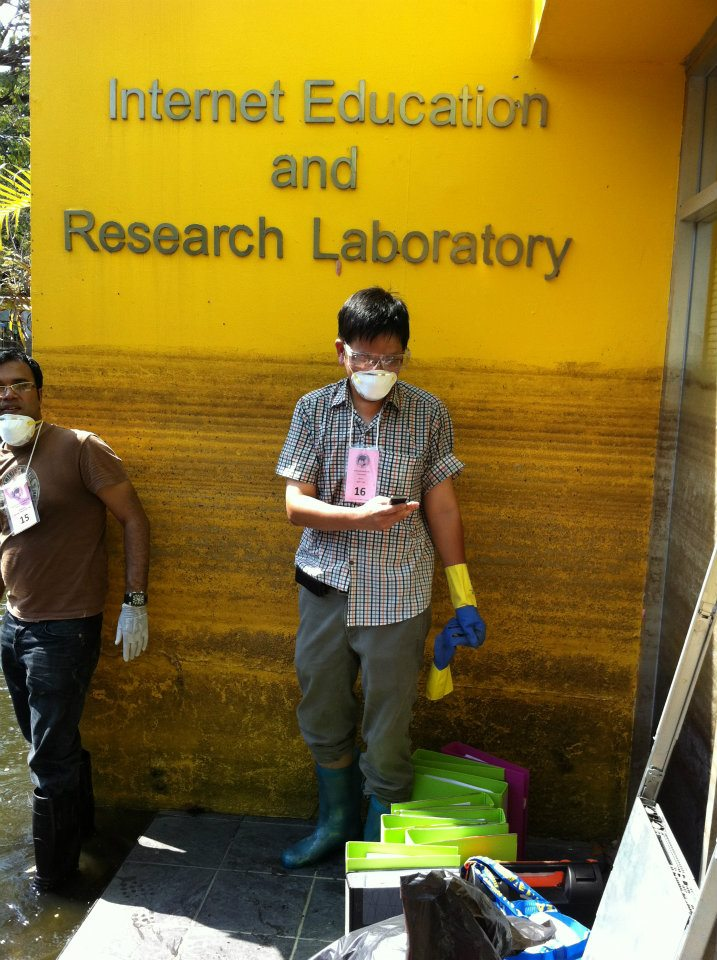 Internet Education
and
Research Laboratory
16
15